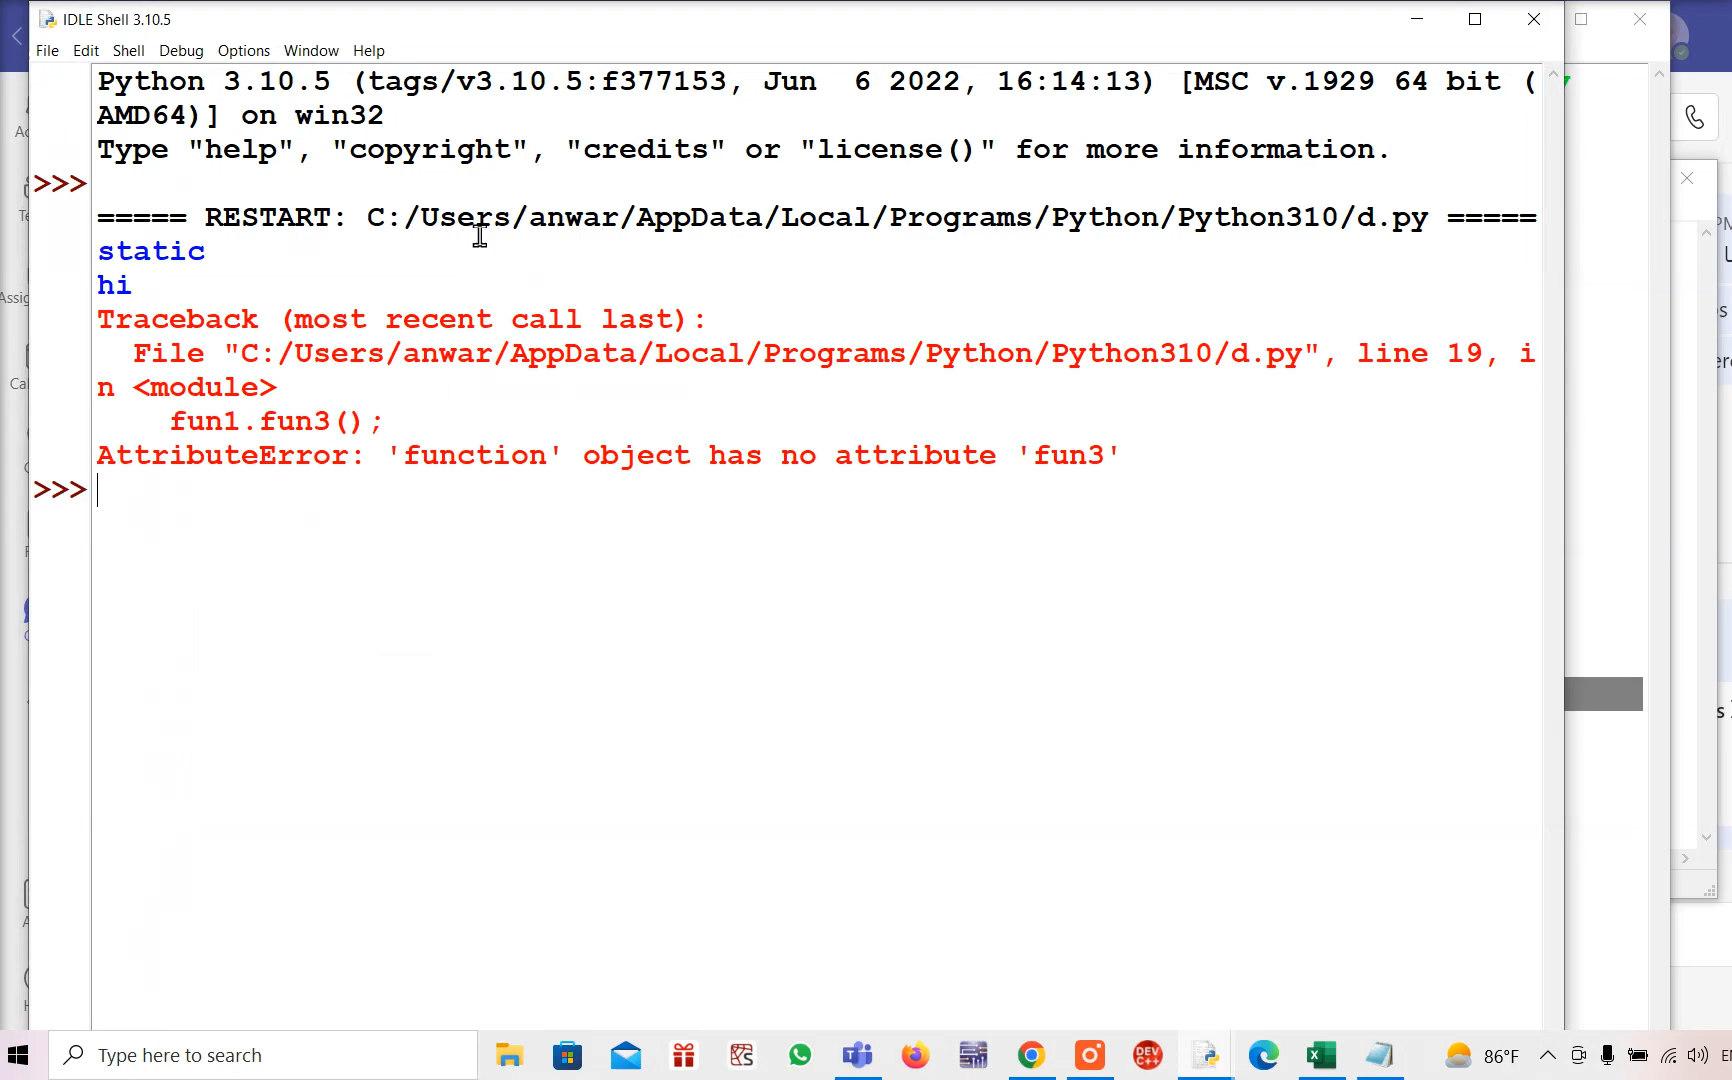 IDLE Shell 3.10.5
File Edit Shell Debug Options Window Help
Python 3.10.5 (tags/v3.10.5:f377153, Jun  6 2022, 16:14:13) [MSC v.1929 64 bit (
AMD64)] on win32
Type "help", "copyright", "credits" or "license()" for more information.
>>>
===== RESTART: C:/Users/anwar/AppData/Local/Programs/Python/Python310/d.py =====
static
hi
Traceback (most recent call last):
  File "C:/Users/anwar/AppData/Local/Programs/Python/Python310/d.py", line 19, i
n <module>
    fun1.fun3();
AttributeError: 'function' object has no attribute 'fun3'
>>>
Type here to search
DEV C++
86°F